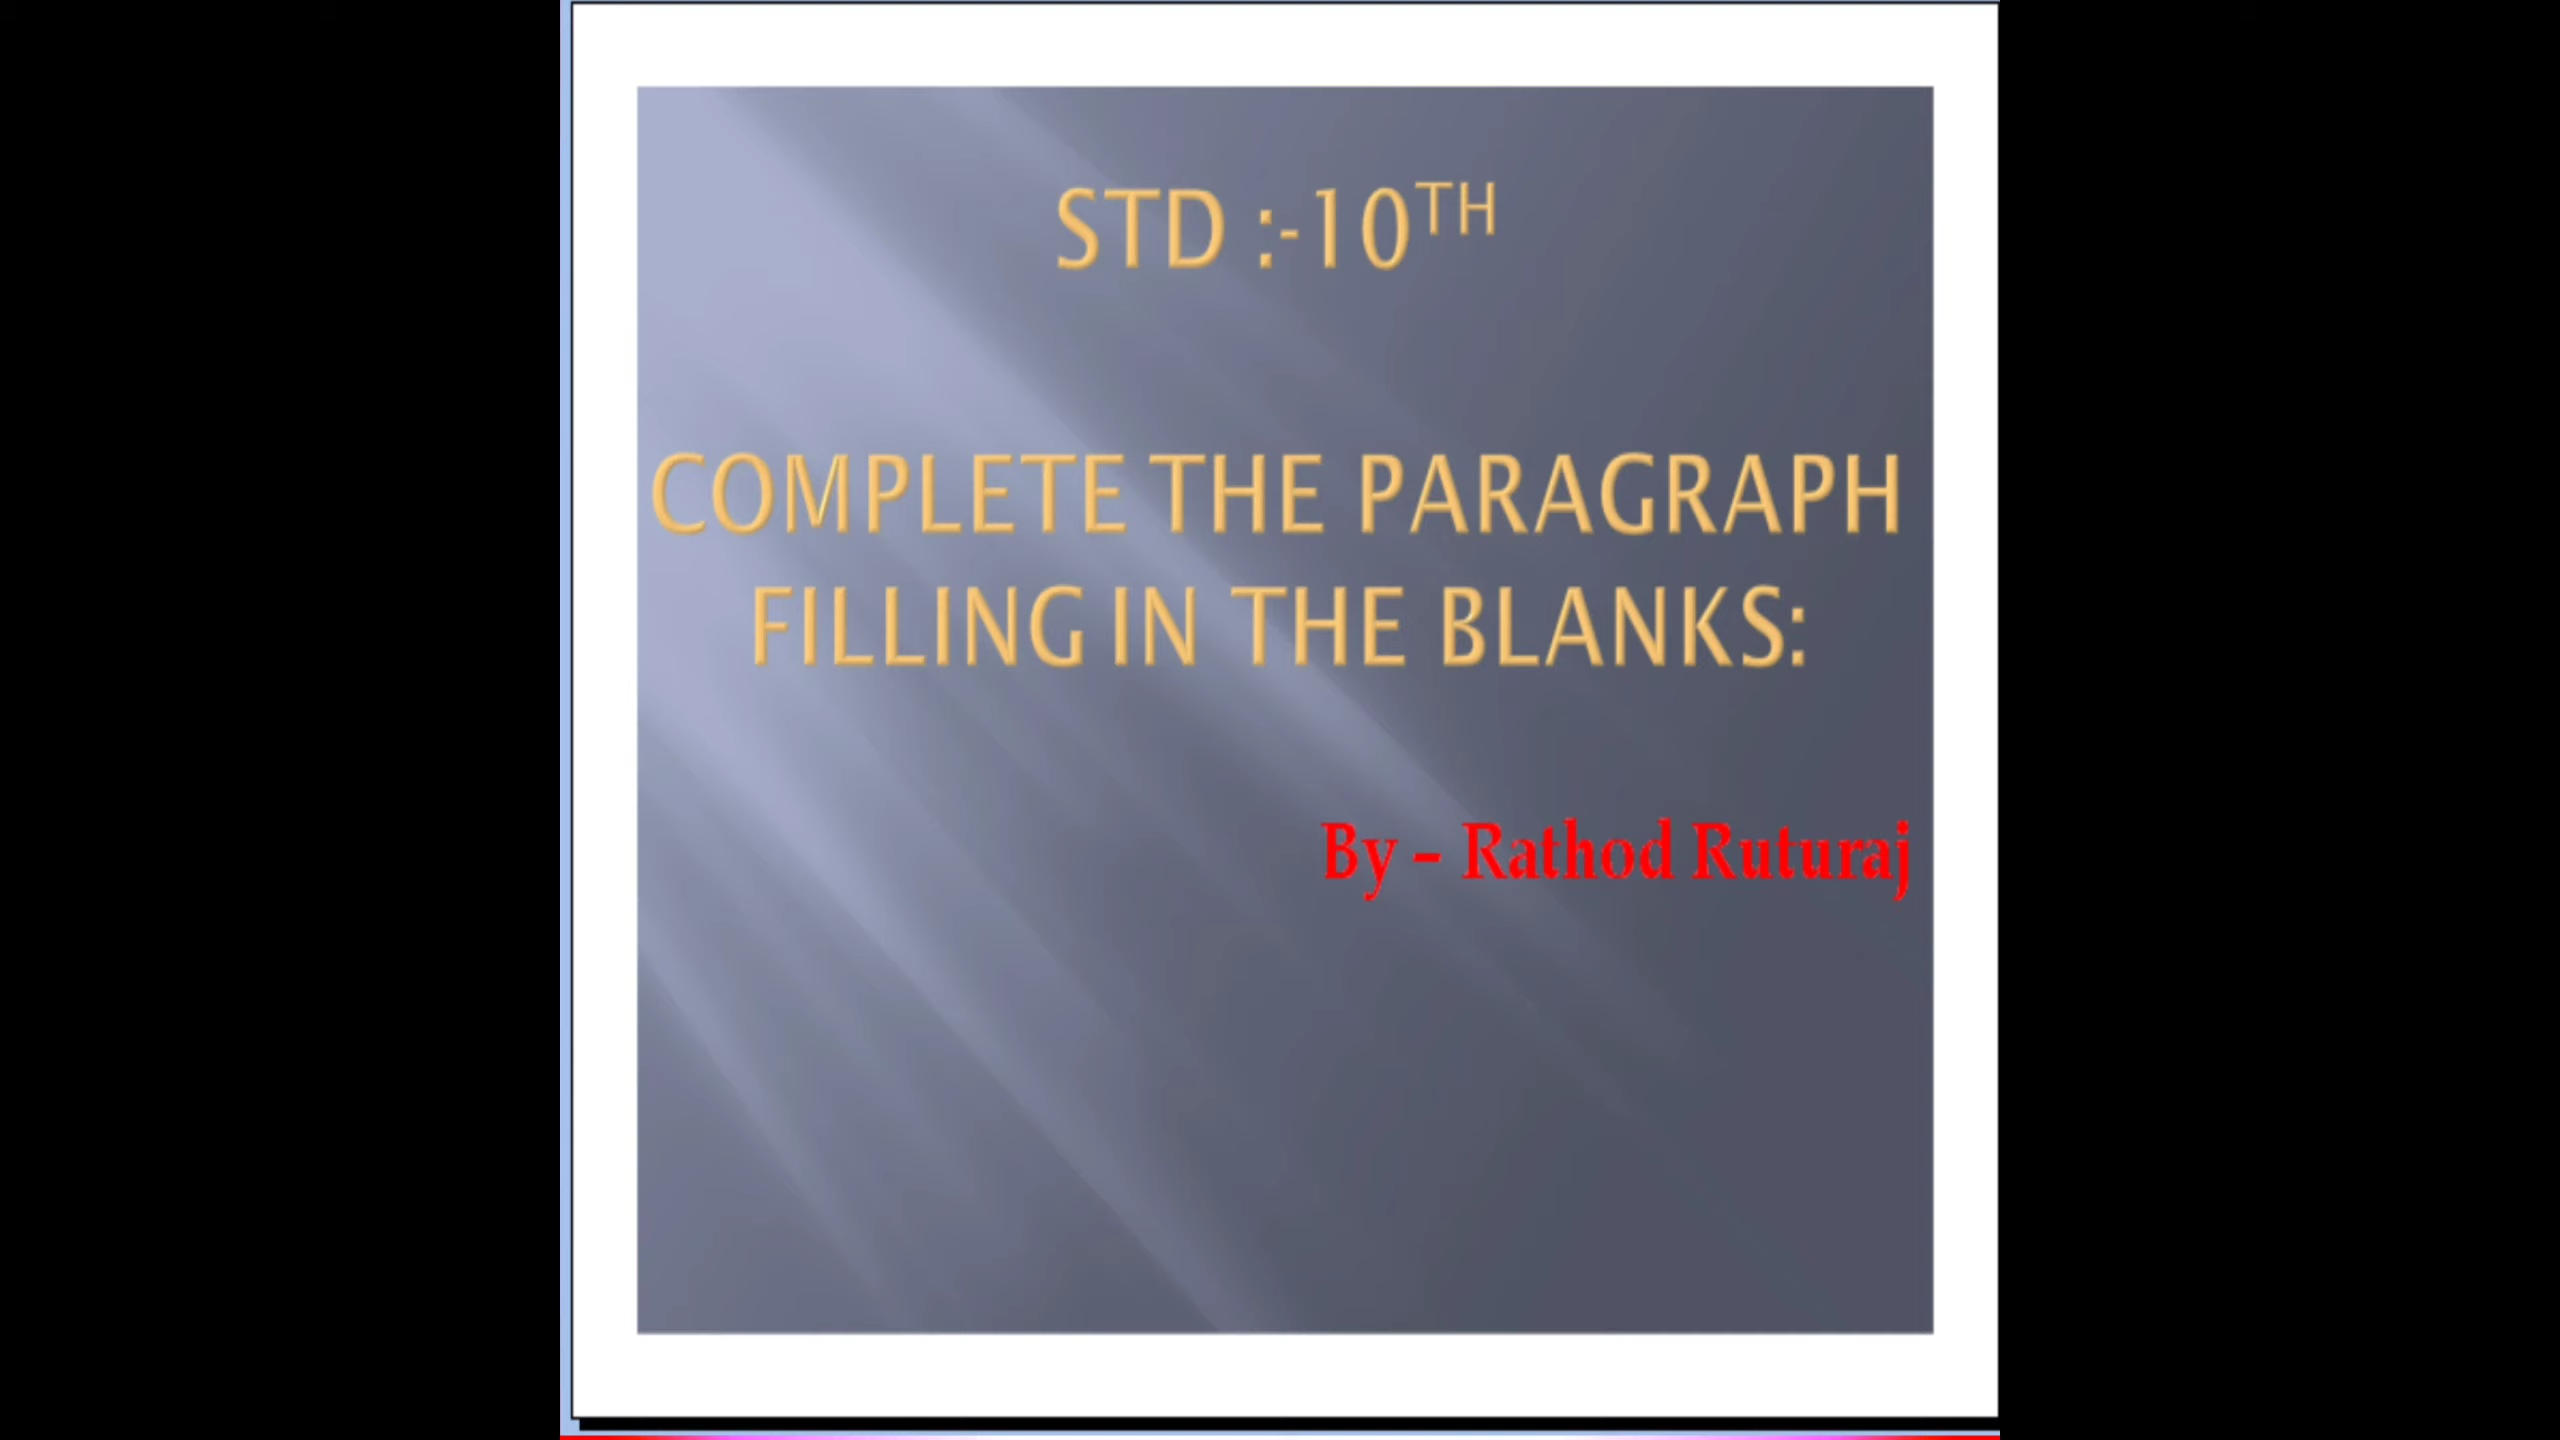 STD :-10TH
COMPLETE THE PARAGRAPH
FILLING IN THE BLANKS:
By – Rathod Ruturaj